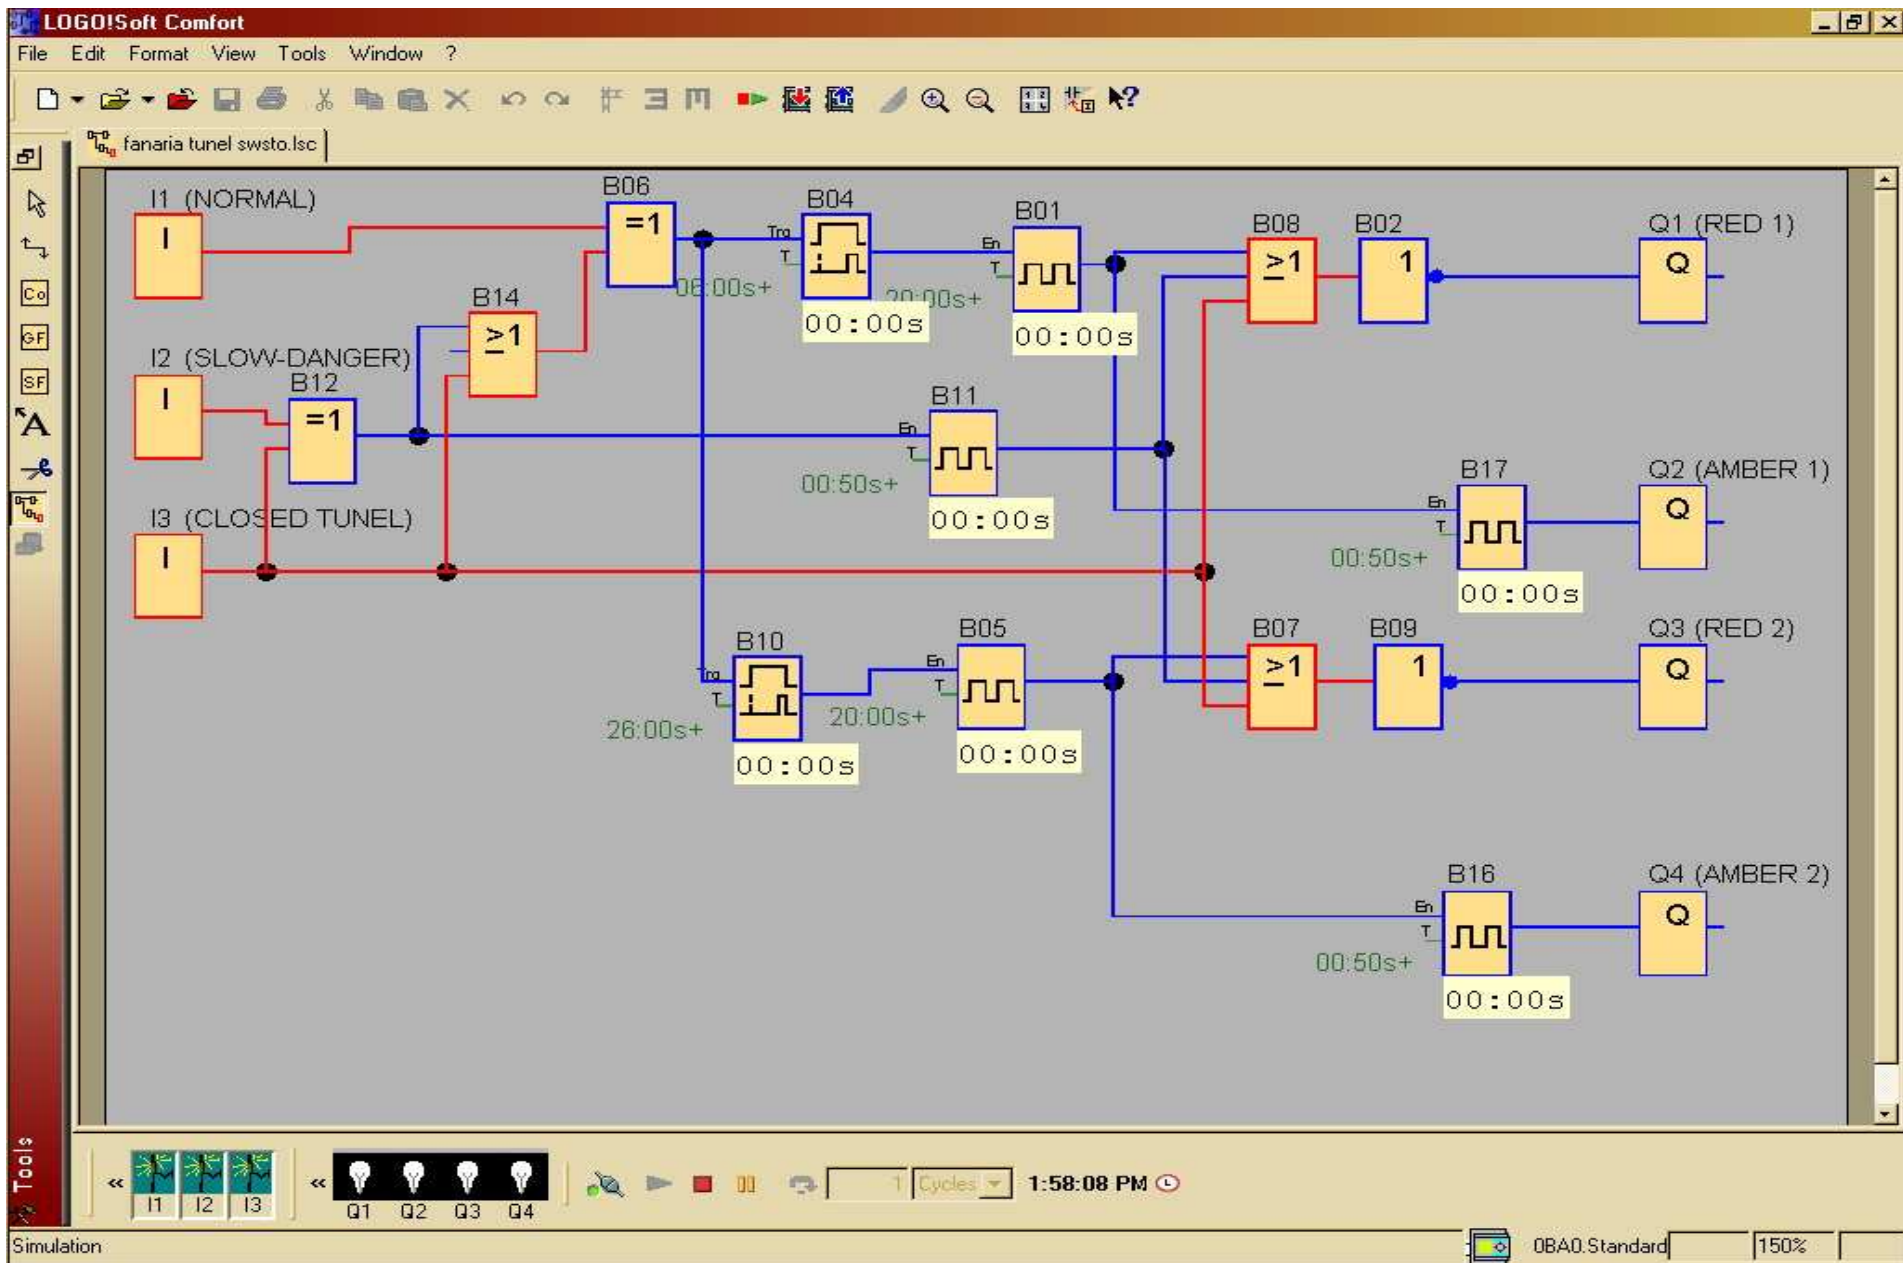 LOGO!Soft Comfort
File Edit Format View Tools Window ?
fanaria tunel swsto.lsc
I1 (NORMAL)
I
B06
=1
B04
Trg
T
06:00s+
00:00s
B01
En
T
20:00s+
00:00s
B08
≥1
B02
1
Q1 (RED 1)
Q
B14
≥1
I2 (SLOW-DANGER)
I
B12
=1
B11
En
T
00:50s+
00:00s
B17
En
T
00:50s+
00:00s
Q2 (AMBER 1)
Q
I3 (CLOSED TUNEL)
I
B10
Trg
T
26:00s+
00:00s
B05
En
T
20:00s+
00:00s
B07
≥1
B09
1
Q3 (RED 2)
Q
B16
En
T
00:50s+
00:00s
Q4 (AMBER 2)
Q
Co
GF
SF
A
Tools
« I1 I2 I3 « Q1 Q2 Q3 Q4 1 Cycles 1:58:08 PM
Simulation 0BA0.Standard 150%